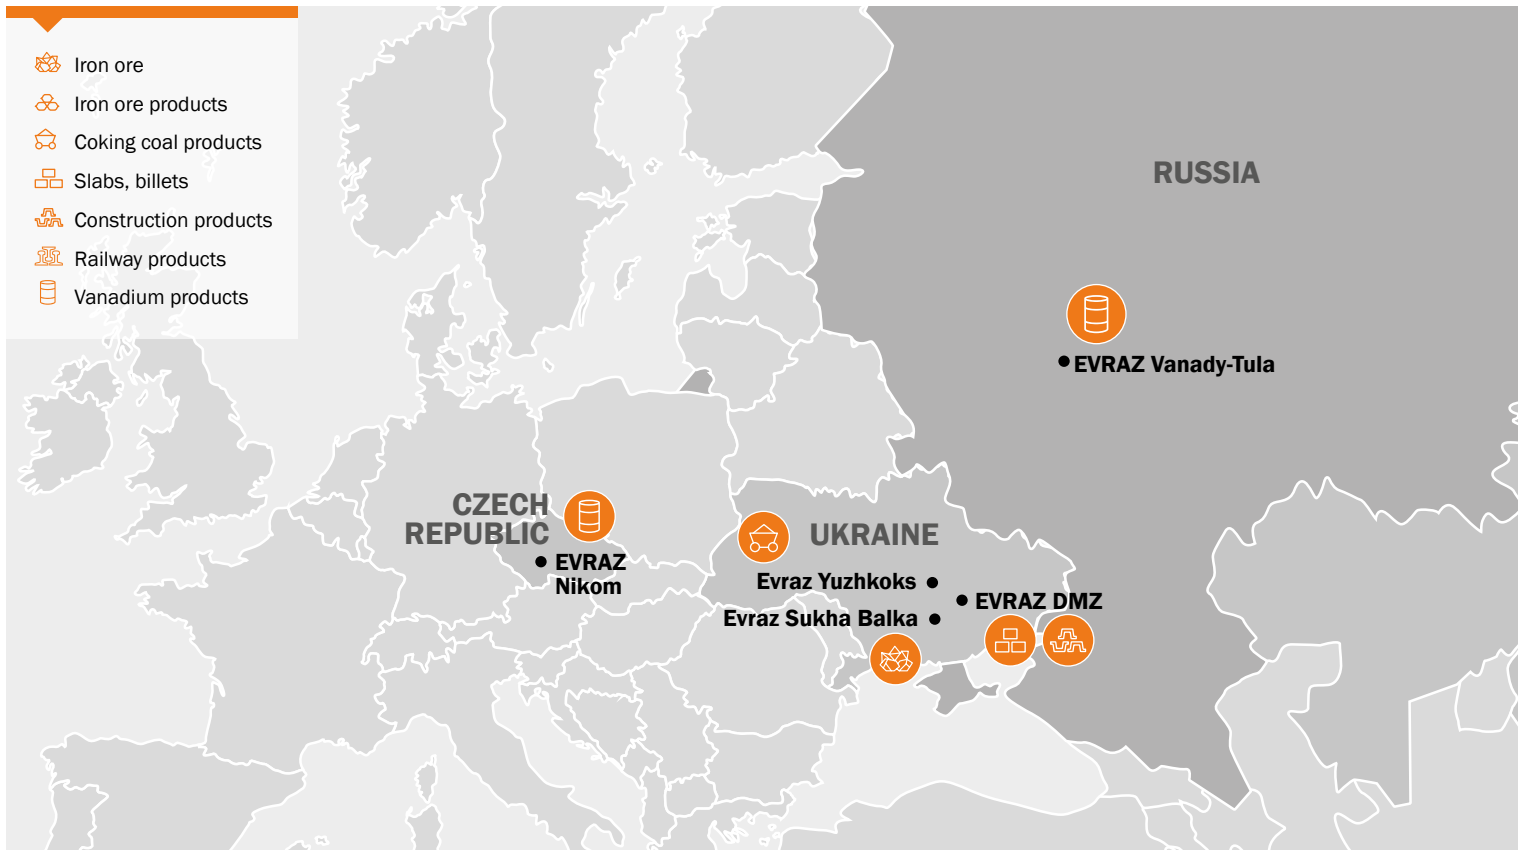 Iron ore
Iron ore products
Coking coal products
Slabs, billets
Construction products
Railway products
Vanadium products
RUSSIA
EVRAZ Vanady-Tula
CZECH
REPUBLIC
EVRAZ
Nikom
UKRAINE
Evraz Yuzhkoks
EVRAZ DMZ
Evraz Sukha Balka